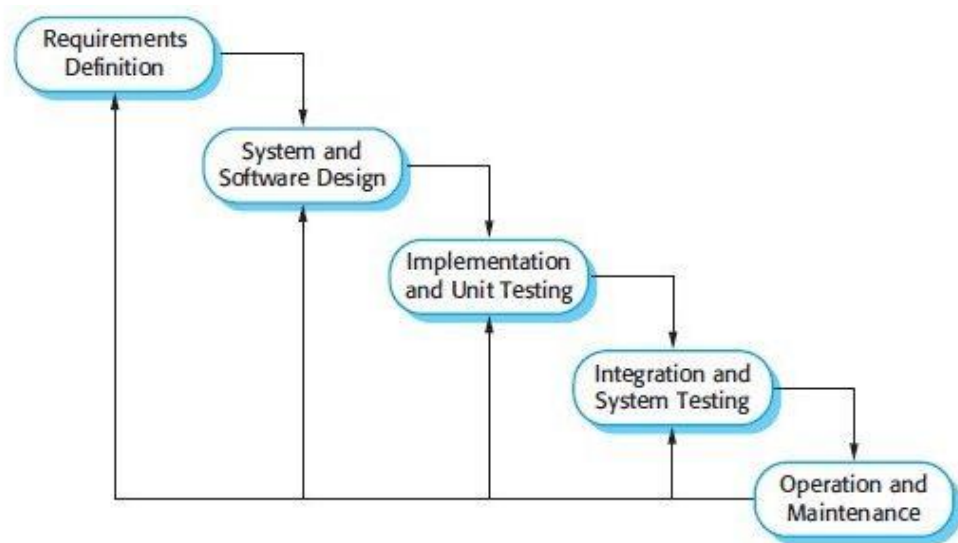 Requirements
Definition
System and
Software Design
Implementation
and Unit Testing
Integration and
System Testing
Operation and
Maintenance